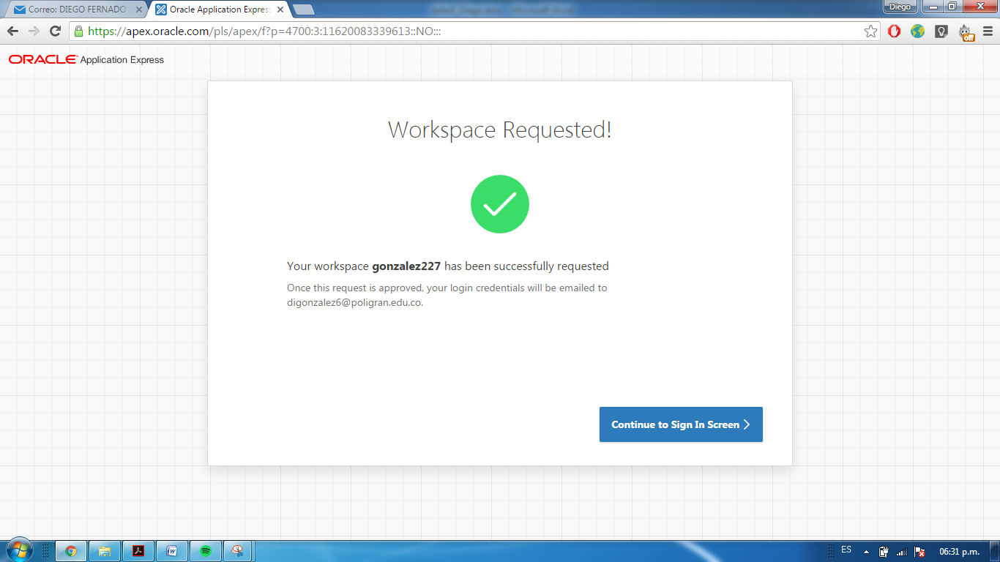 Correo: DIEGO FERNADO
Oracle Application Expres
Diego
https://apex.oracle.com/pls/apex/f?p=4700:3:11620083339613::NO:::
off
ORACLE Application Express
Workspace Requested!
Your workspace gonzalez227 has been successfully requested
Once this request is approved, your login credentials will be emailed to
digonzalez6@poligran.edu.co.
Continue to Sign In Screen
ES
06:31 p.m.